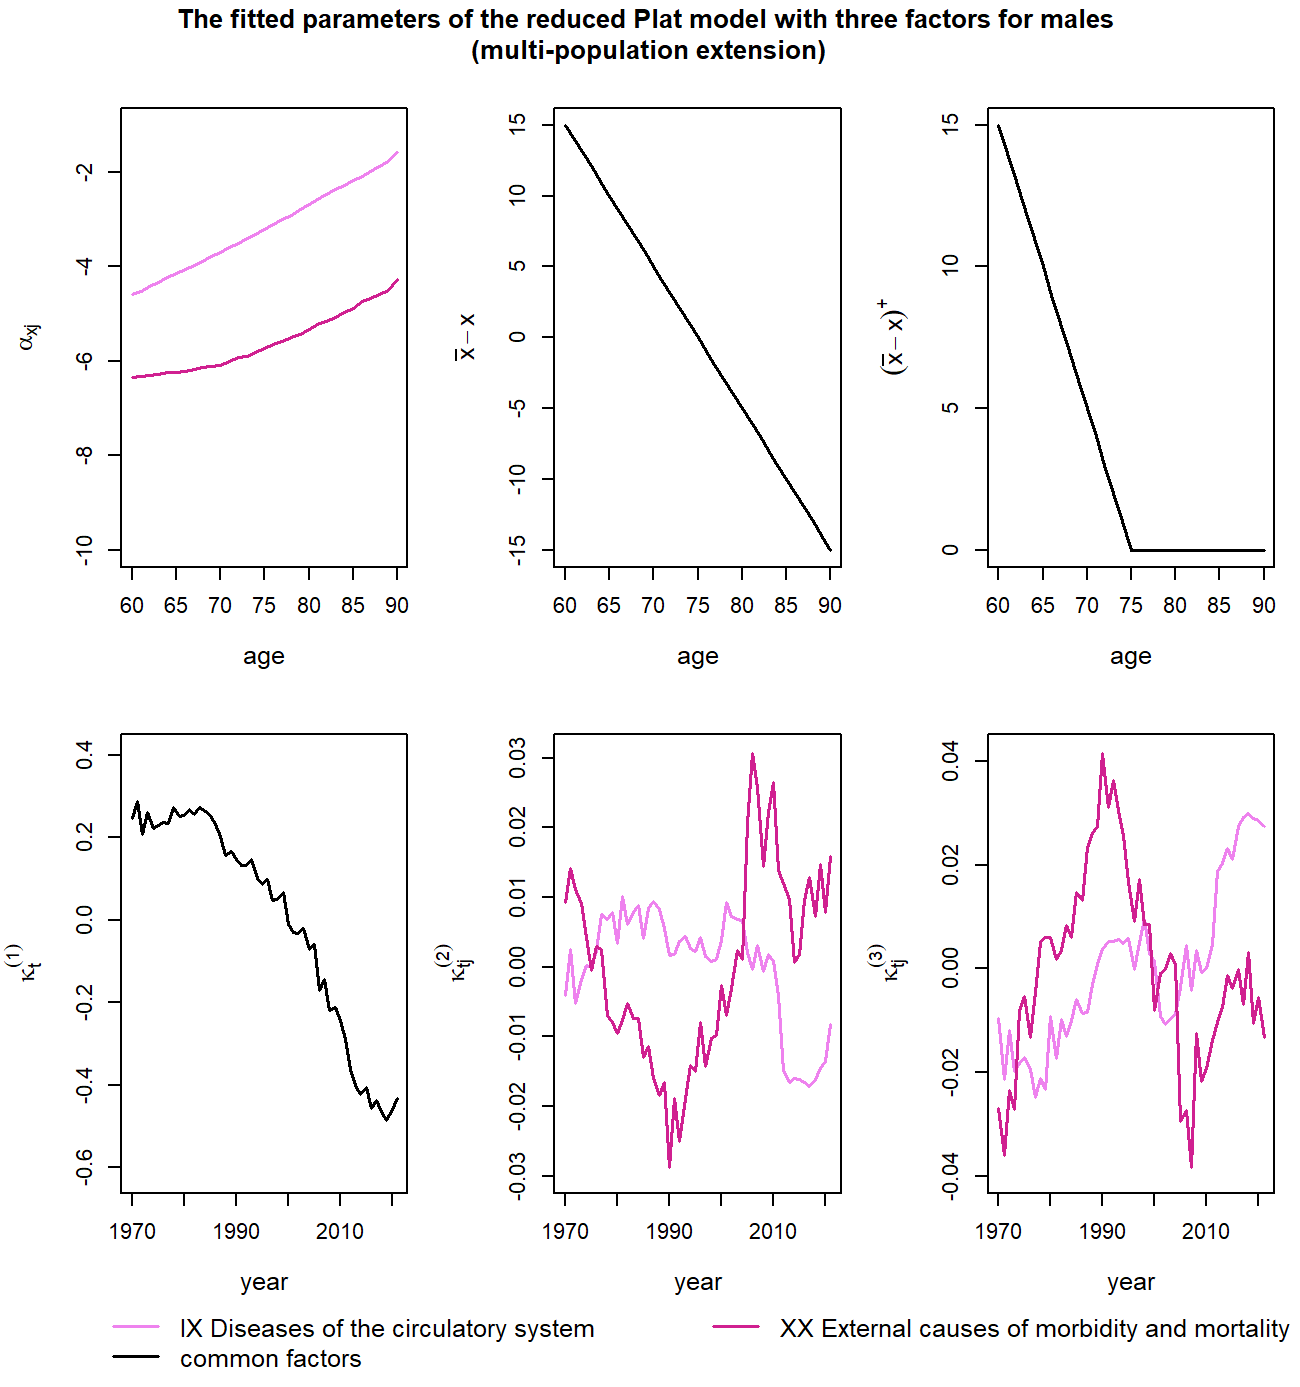 The fitted parameters of the reduced Plat model with three factors for males
(multi-population extension)
αxj
-2
-4
-6
-8
-10
60 65 70 75 80 85 90
age
x̅ − x
15
10
5
0
-5
-10
-15
60 65 70 75 80 85 90
age
(x̅ − x)+
15
10
5
0
60 65 70 75 80 85 90
age
κt(1)
0.4
0.2
0.0
-0.2
-0.4
-0.6
1970 1990 2010
year
κtj(2)
0.03
0.02
0.01
0.00
-0.01
-0.02
-0.03
1970 1990 2010
year
κtj(3)
0.04
0.02
0.00
-0.02
-0.04
1970 1990 2010
year
IX Diseases of the circulatory system
XX External causes of morbidity and mortality
common factors